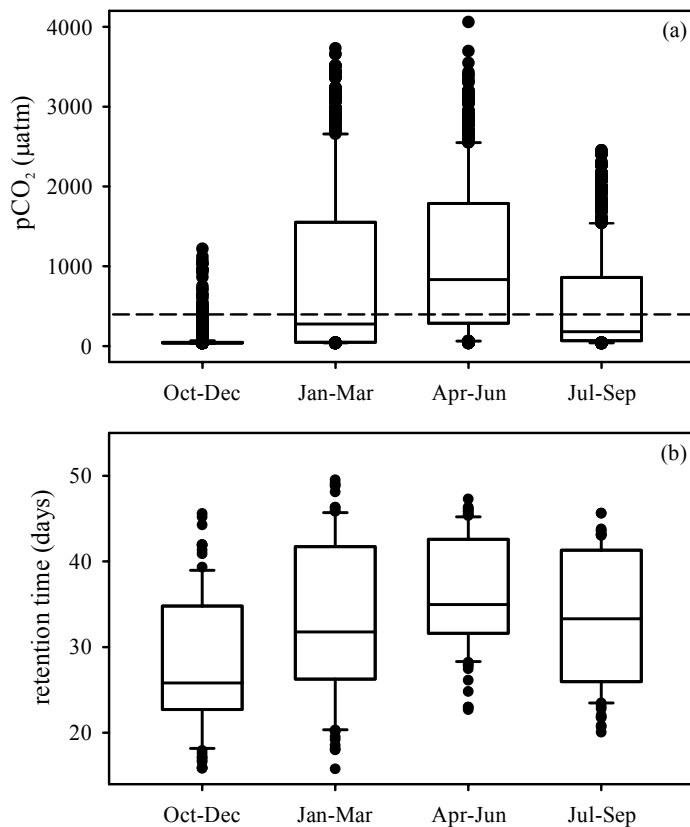 (a)
4000
3000
2000
1000
0
pCO₂ (µatm)
Oct-Dec Jan-Mar Apr-Jun Jul-Sep
(b)
50
40
30
20
retention time (days)
Oct-Dec Jan-Mar Apr-Jun Jul-Sep